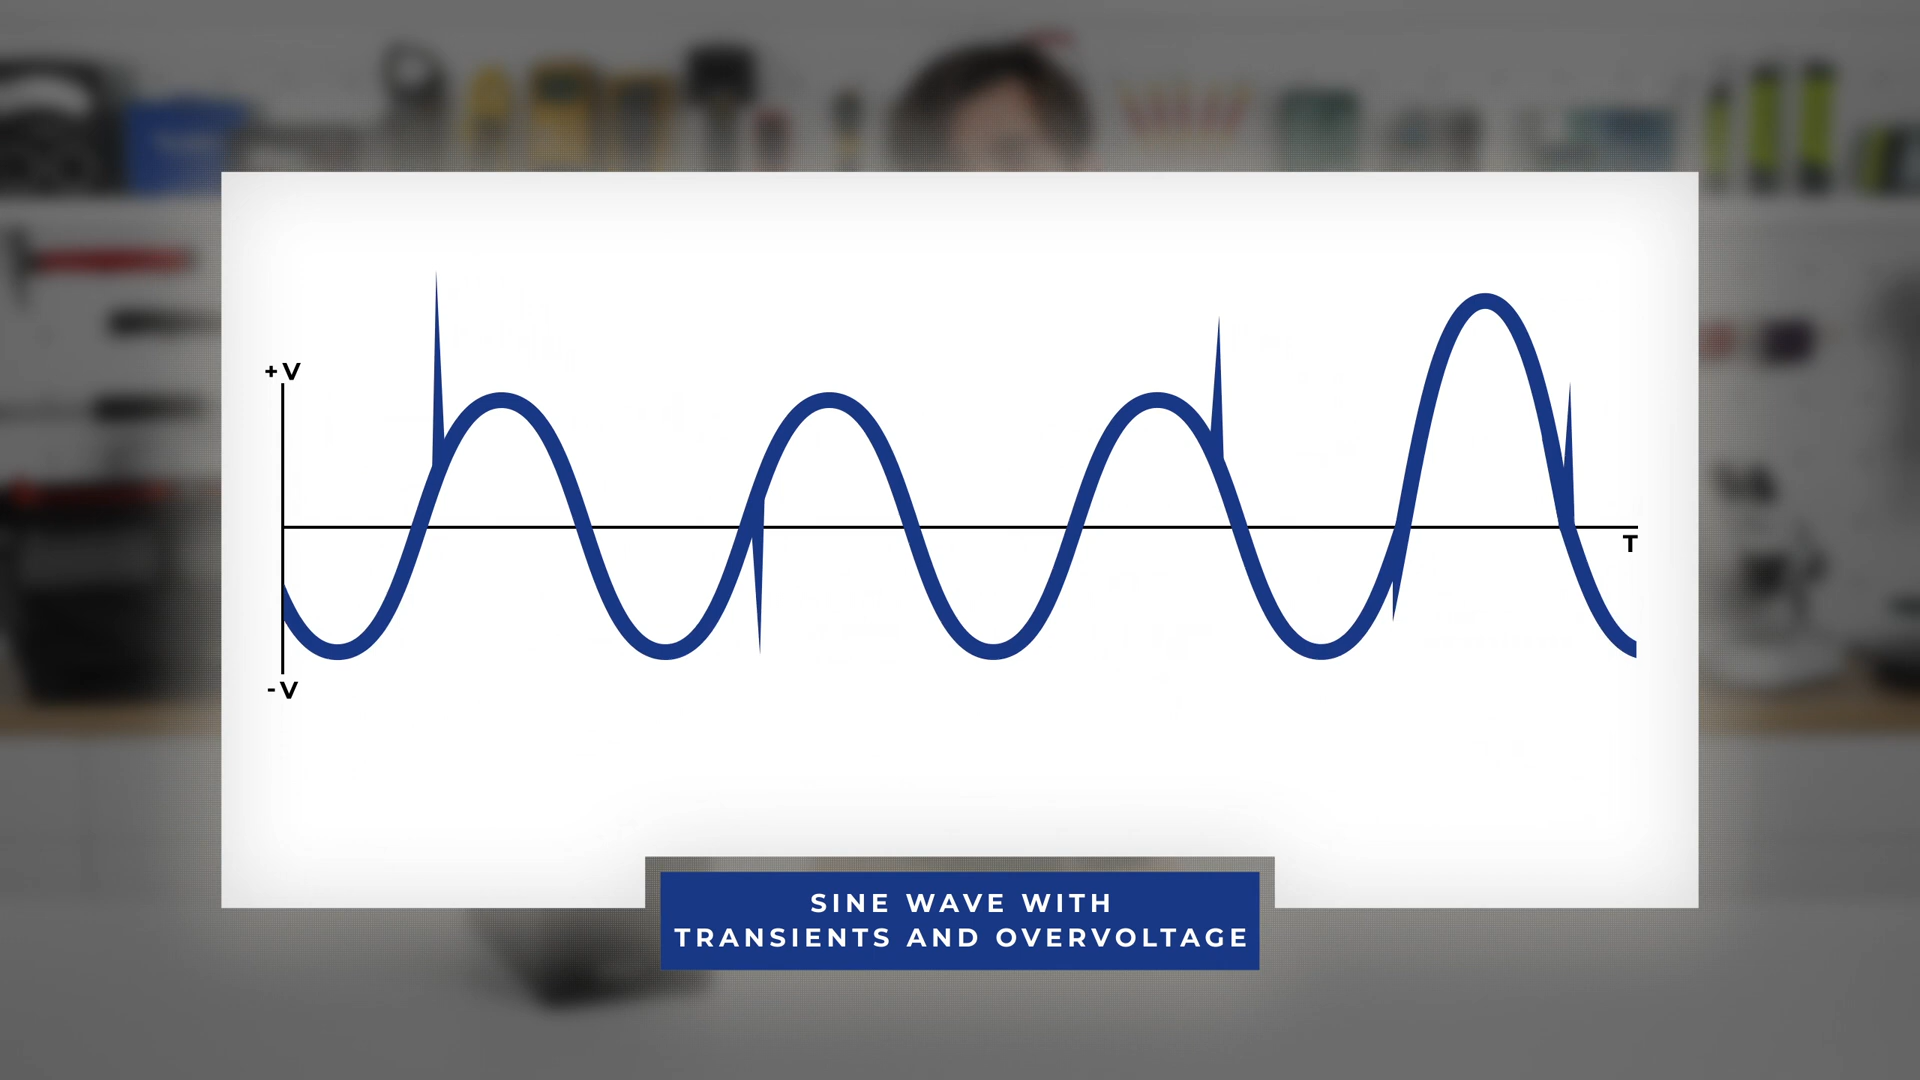 +V
T
-V
SINE WAVE WITH
TRANSIENTS AND OVERVOLTAGE